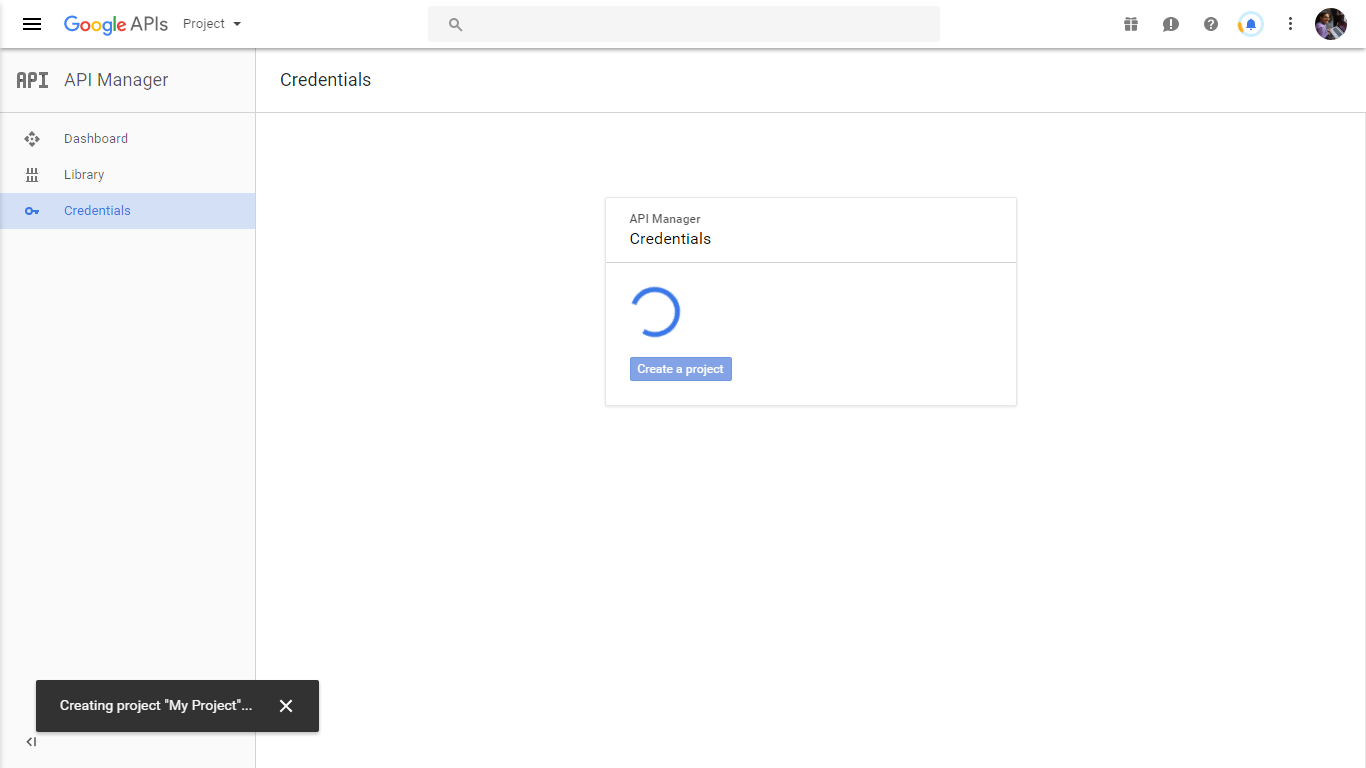 Google APIs Project
API API Manager
Credentials
Dashboard
Library
Credentials
API Manager
Credentials
Create a project
Creating project "My Project"...